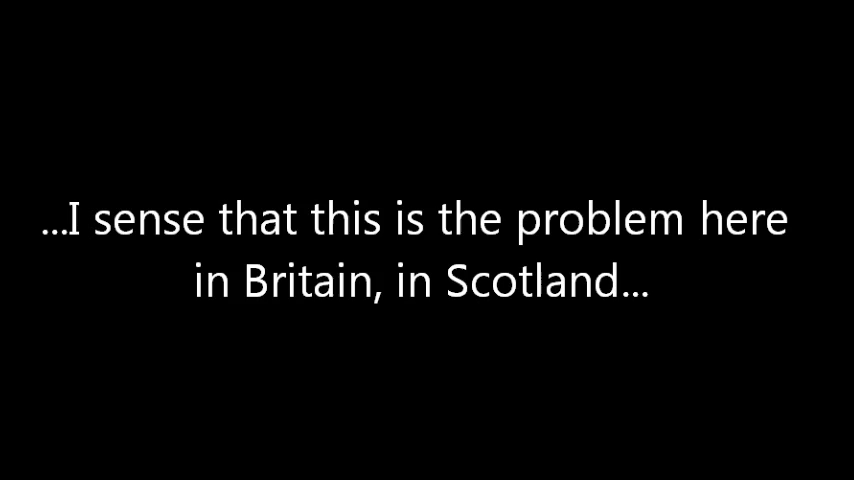 ...I sense that this is the problem here
in Britain, in Scotland...